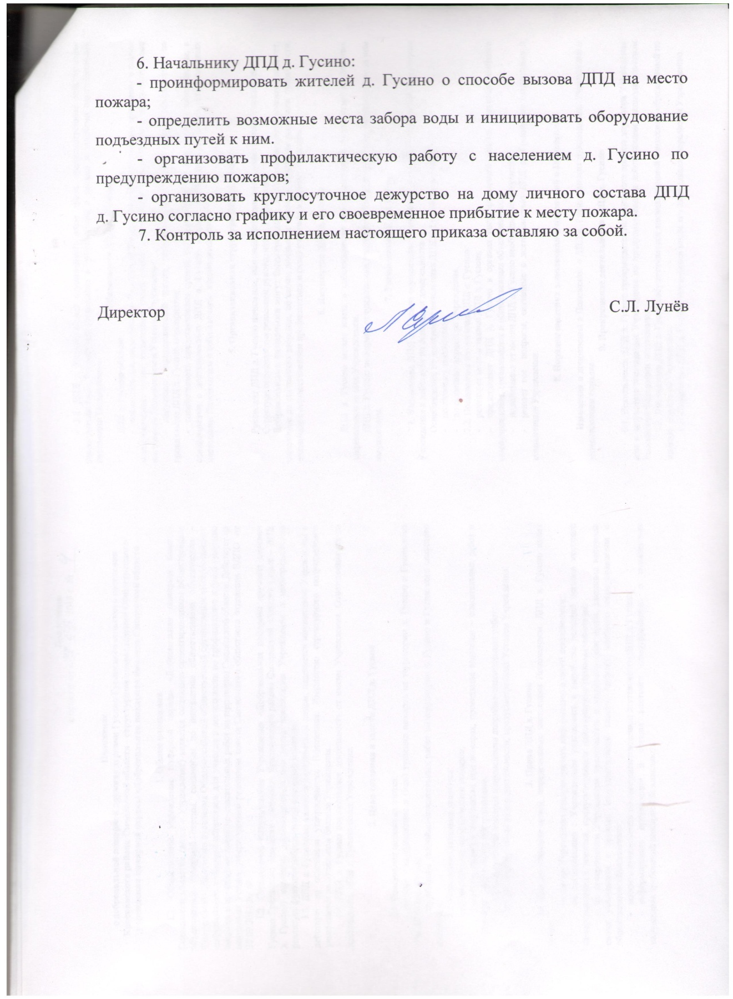 6. Начальнику ДПД д. Гусино:
- проинформировать жителей д. Гусино о способе вызова ДПД на место
пожара;
- определить возможные места забора воды и инициировать оборудование
подъездных путей к ним.
- организовать профилактическую работу с населением д. Гусино по
предупреждению пожаров;
- организовать круглосуточное дежурство на дому личного состава ДПД
д. Гусино согласно графику и его своевременное прибытие к месту пожара.
7. Контроль за исполнением настоящего приказа оставляю за собой.
Директор С.Л. Лунёв